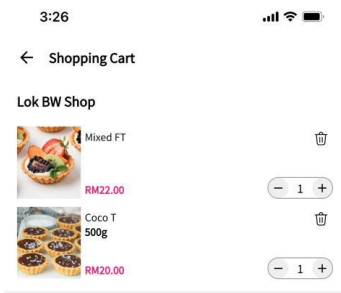 3:26
Shopping Cart
Lok BW Shop
Mixed FT
RM22.00
1
Coco T
500g
RM20.00
1